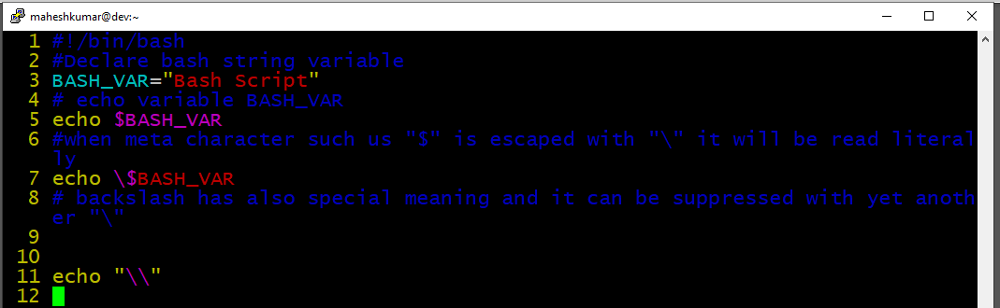 maheshkumar@dev:~
1 #!/bin/bash
2 #Declare bash string variable
3 BASH_VAR="Bash Script"
4 # echo variable BASH_VAR
5 echo $BASH_VAR
6 #when meta character such us "$" is escaped with "\" it will be read literal
ly
7 echo \$BASH_VAR
8 # backslash has also special meaning and it can be suppressed with yet anoth
er "\"
9
10
11 echo "\\"
12